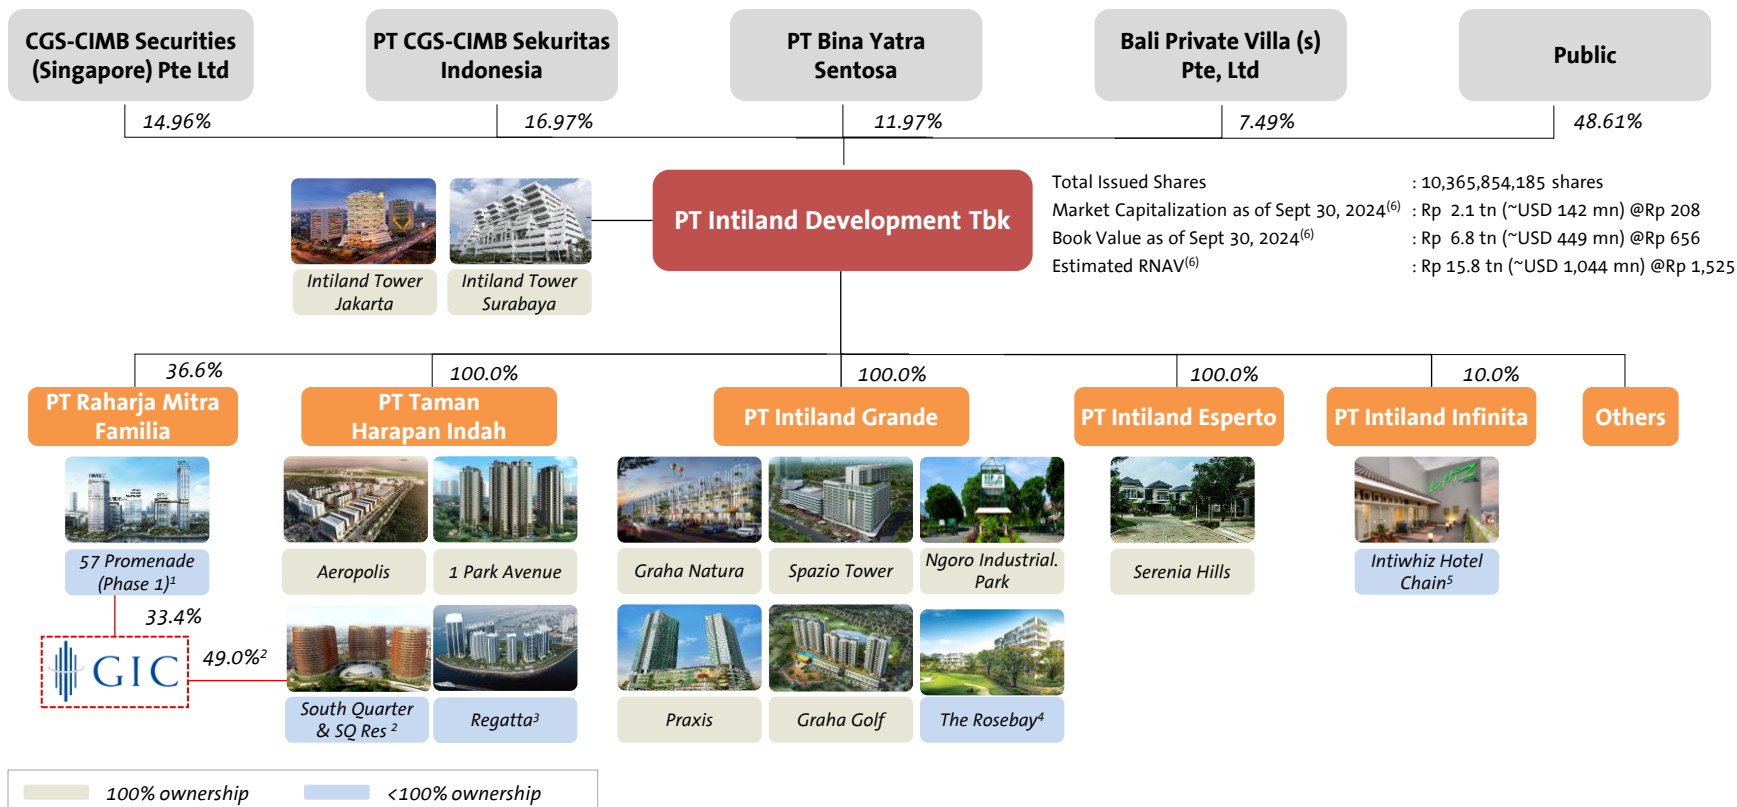 CGS-CIMB Securities
(Singapore) Pte Ltd
PT CGS-CIMB Sekuritas
Indonesia
PT Bina Yatra
Sentosa
Bali Private Villa (s)
Pte, Ltd
Public
14.96%
16.97%
11.97%
7.49%
48.61%
Intiland Tower
Jakarta
Intiland Tower
Surabaya
PT Intiland Development Tbk
Total Issued Shares : 10,365,854,185 shares
Market Capitalization as of Sept 30, 2024(6) : Rp 2.1 tn (~USD 142 mn) @Rp 208
Book Value as of Sept 30, 2024(6) : Rp 6.8 tn (~USD 449 mn) @Rp 656
Estimated RNAV(6) : Rp 15.8 tn (~USD 1,044 mn) @Rp 1,525
36.6%
100.0%
100.0%
100.0%
10.0%
PT Raharja Mitra
Familia
PT Taman
Harapan Indah
PT Intiland Grande
PT Intiland Esperto
PT Intiland Infinita
Others
57 Promenade
(Phase 1)1
Aeropolis
1 Park Avenue
Graha Natura
Spazio Tower
Ngoro Industrial.
Park
Serenia Hills
Intiwhiz Hotel
Chain5
33.4%
GIC
49.0%2
South Quarter
& SQ Res 2
Regatta3
Praxis
Graha Golf
The Rosebay4
100% ownership
<100% ownership